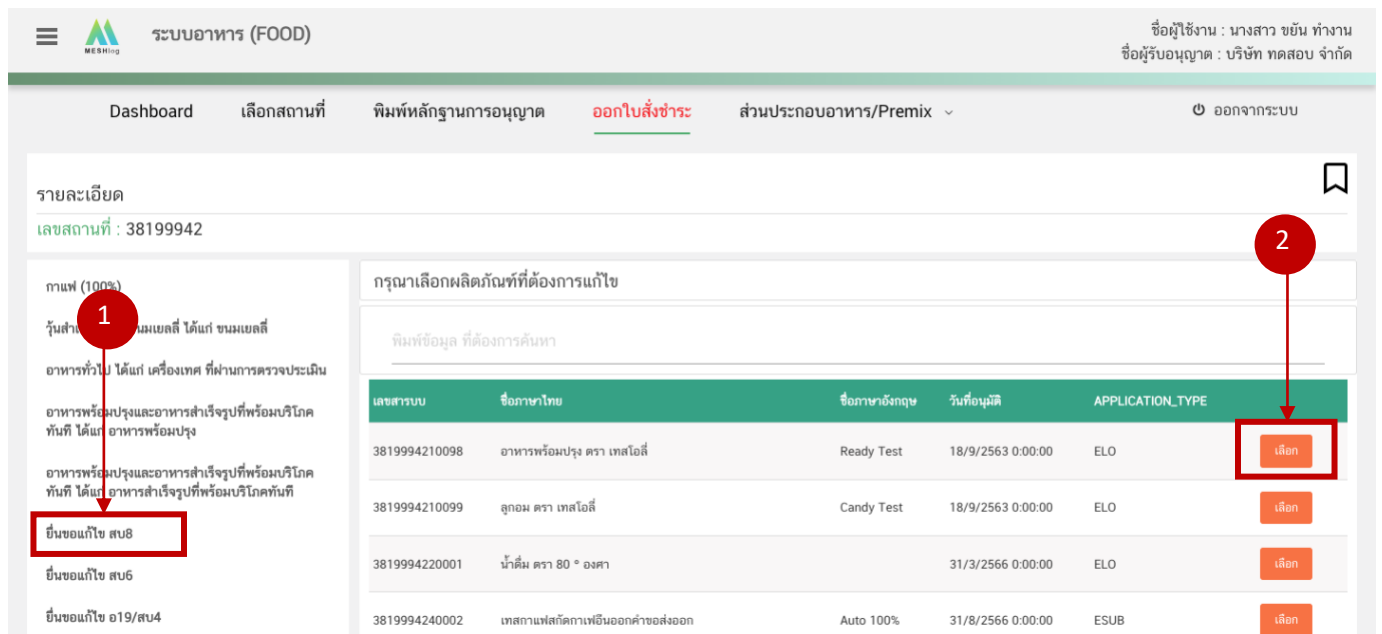 MESHlog
ระบบอาหาร (FOOD)
ชื่อผู้ใช้งาน : นางสาว ขยัน ทำงาน
ชื่อผู้รับอนุญาต : บริษัท ทดสอบ จำกัด
Dashboard เลือกสถานที่ พิมพ์หลักฐานการอนุญาต ออกใบสั่งชำระ ส่วนประกอบอาหาร/Premix ออกจากระบบ
รายละเอียด
เลขสถานที่ : 38199942
2
กาแฟ (100%)
1
วุ้นสำ นมเยลลี่ ได้แก่ ขนมเยลลี่
อาหารทั่วไป ได้แก่ เครื่องเทศ ที่ผ่านการตรวจประเมิน
อาหารพร้อมปรุงและอาหารสำเร็จรูปที่พร้อมบริโภค
ทันที ได้แก่ อาหารพร้อมปรุง
อาหารพร้อมปรุงและอาหารสำเร็จรูปที่พร้อมบริโภค
ทันที ได้แก่ อาหารสำเร็จรูปที่พร้อมบริโภคทันที
ยื่นขอแก้ไข สบ8
ยื่นขอแก้ไข สบ6
ยื่นขอแก้ไข อ19/สบ4
กรุณาเลือกผลิตภัณฑ์ที่ต้องการแก้ไข
พิมพ์ข้อมูล ที่ต้องการค้นหา
เลขสารบบ ชื่อภาษาไทย ชื่อภาษาอังกฤษ วันที่อนุมัติ APPLICATION_TYPE
3819994210098 อาหารพร้อมปรุง ตรา เทสโอลี่ Ready Test 18/9/2563 0:00:00 ELO เลือก
3819994210099 ลูกอม ตรา เทสโอลี่ Candy Test 18/9/2563 0:00:00 ELO เลือก
3819994220001 น้ำดื่ม ตรา 80 ° องศา 31/3/2566 0:00:00 ELO เลือก
3819994240002 เทสกาแฟสกัดกาเฟอีนออกคำขอส่งออก Auto 100% 31/8/2566 0:00:00 ESUB เลือก